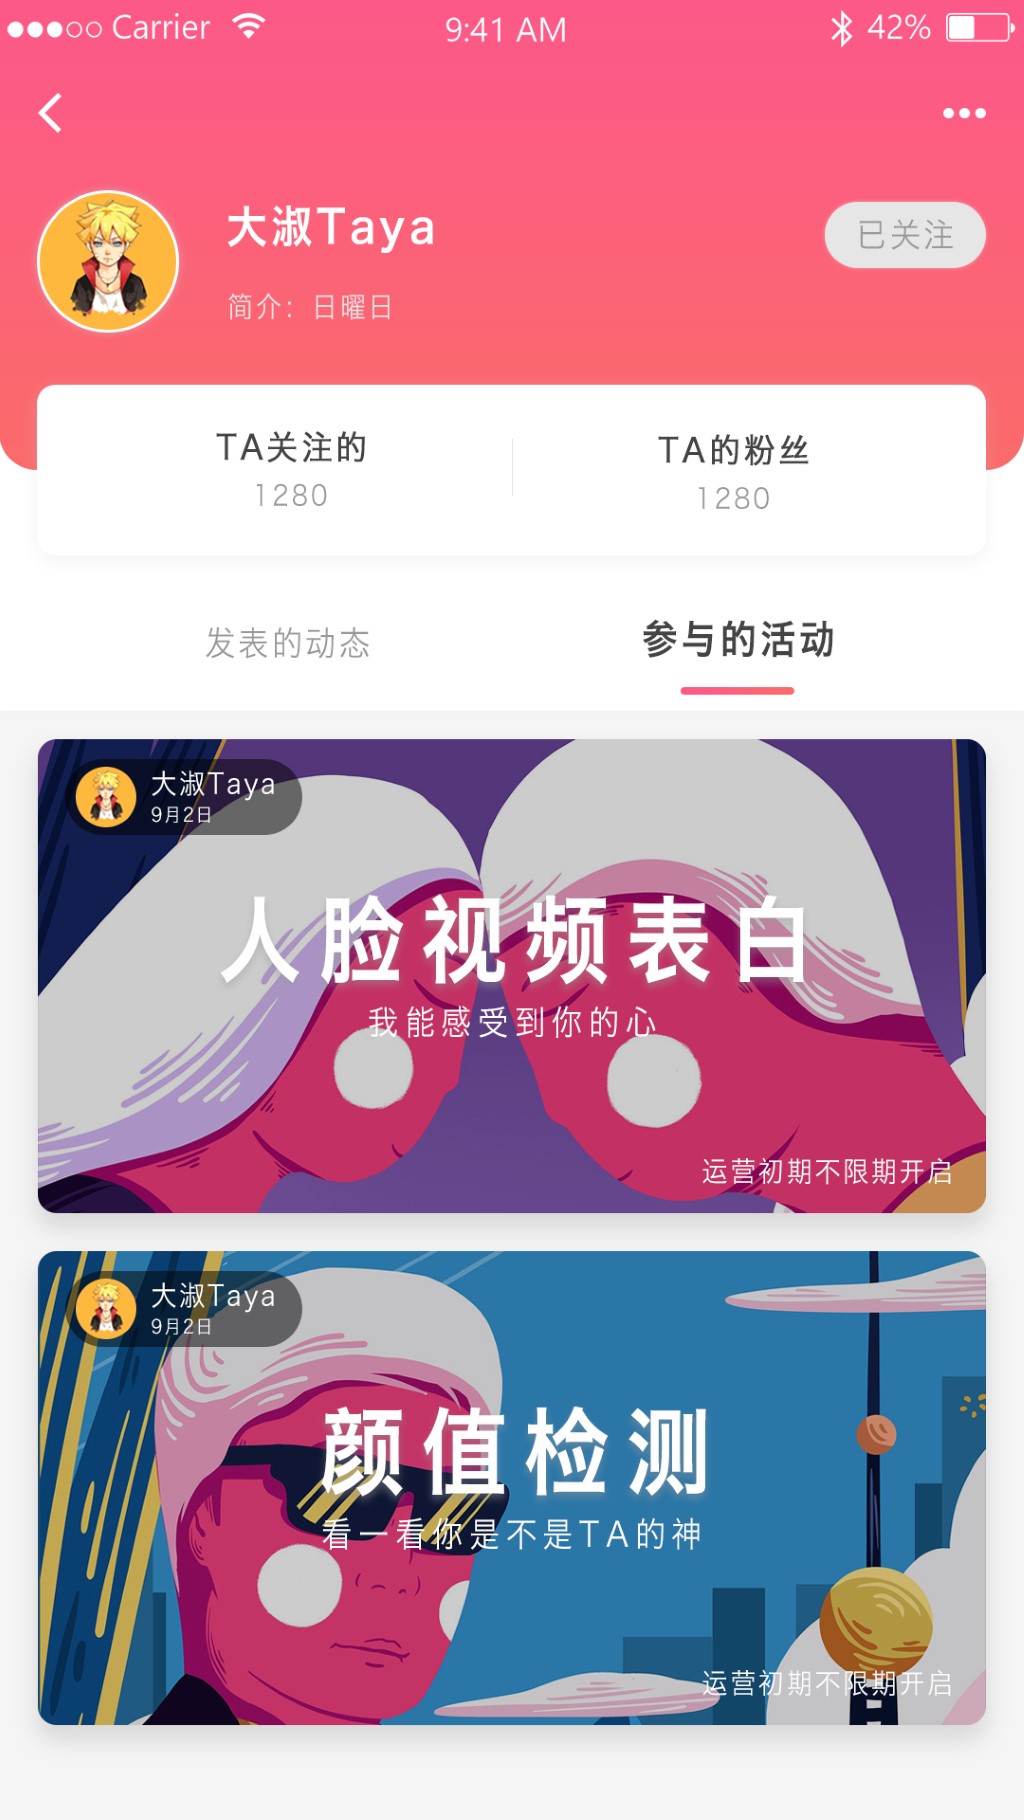 Carrier 9:41 AM 42%
大淑Taya
已关注
简介：日曜日
TA关注的
1280
TA的粉丝
1280
发表的动态
参与的活动
大淑Taya
9月2日
人脸视频表白
我能感受到你的心
运营初期不限期开启
大淑Taya
9月2日
颜值检测
看一看你是不是TA的神
运营初期不限期开启